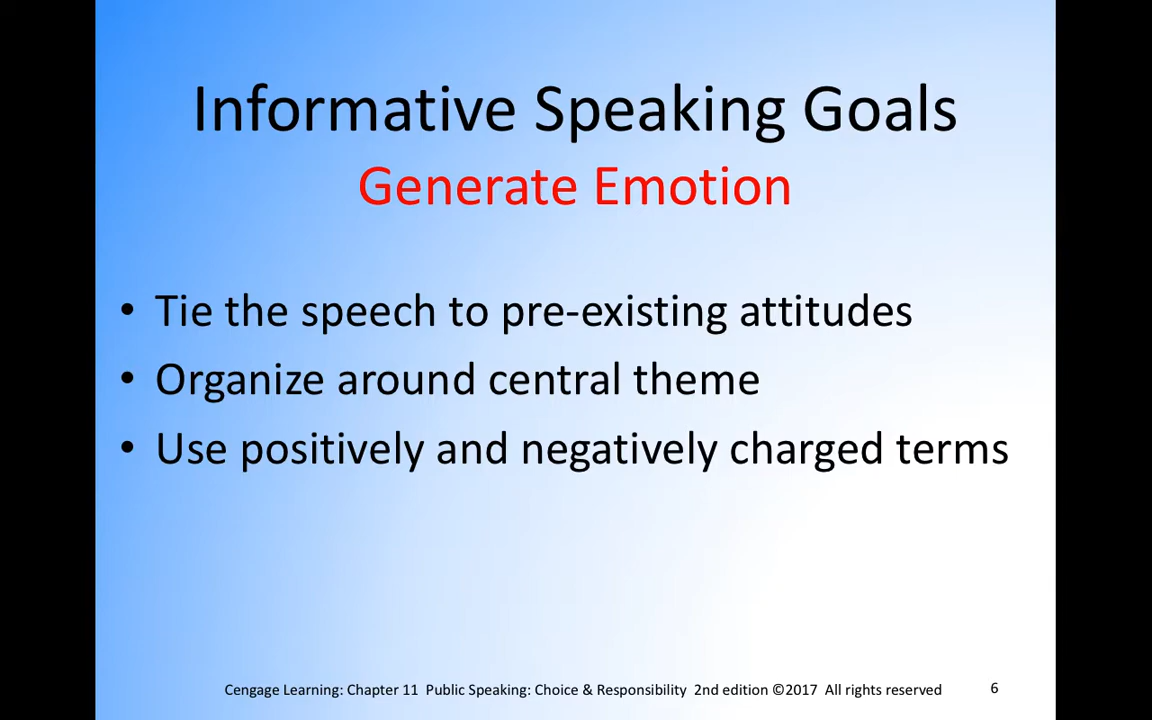 Informative Speaking Goals
Generate Emotion
• Tie the speech to pre-existing attitudes
• Organize around central theme
• Use positively and negatively charged terms
Cengage Learning: Chapter 11 Public Speaking: Choice & Responsibility 2nd edition ©2017 All rights reserved 6